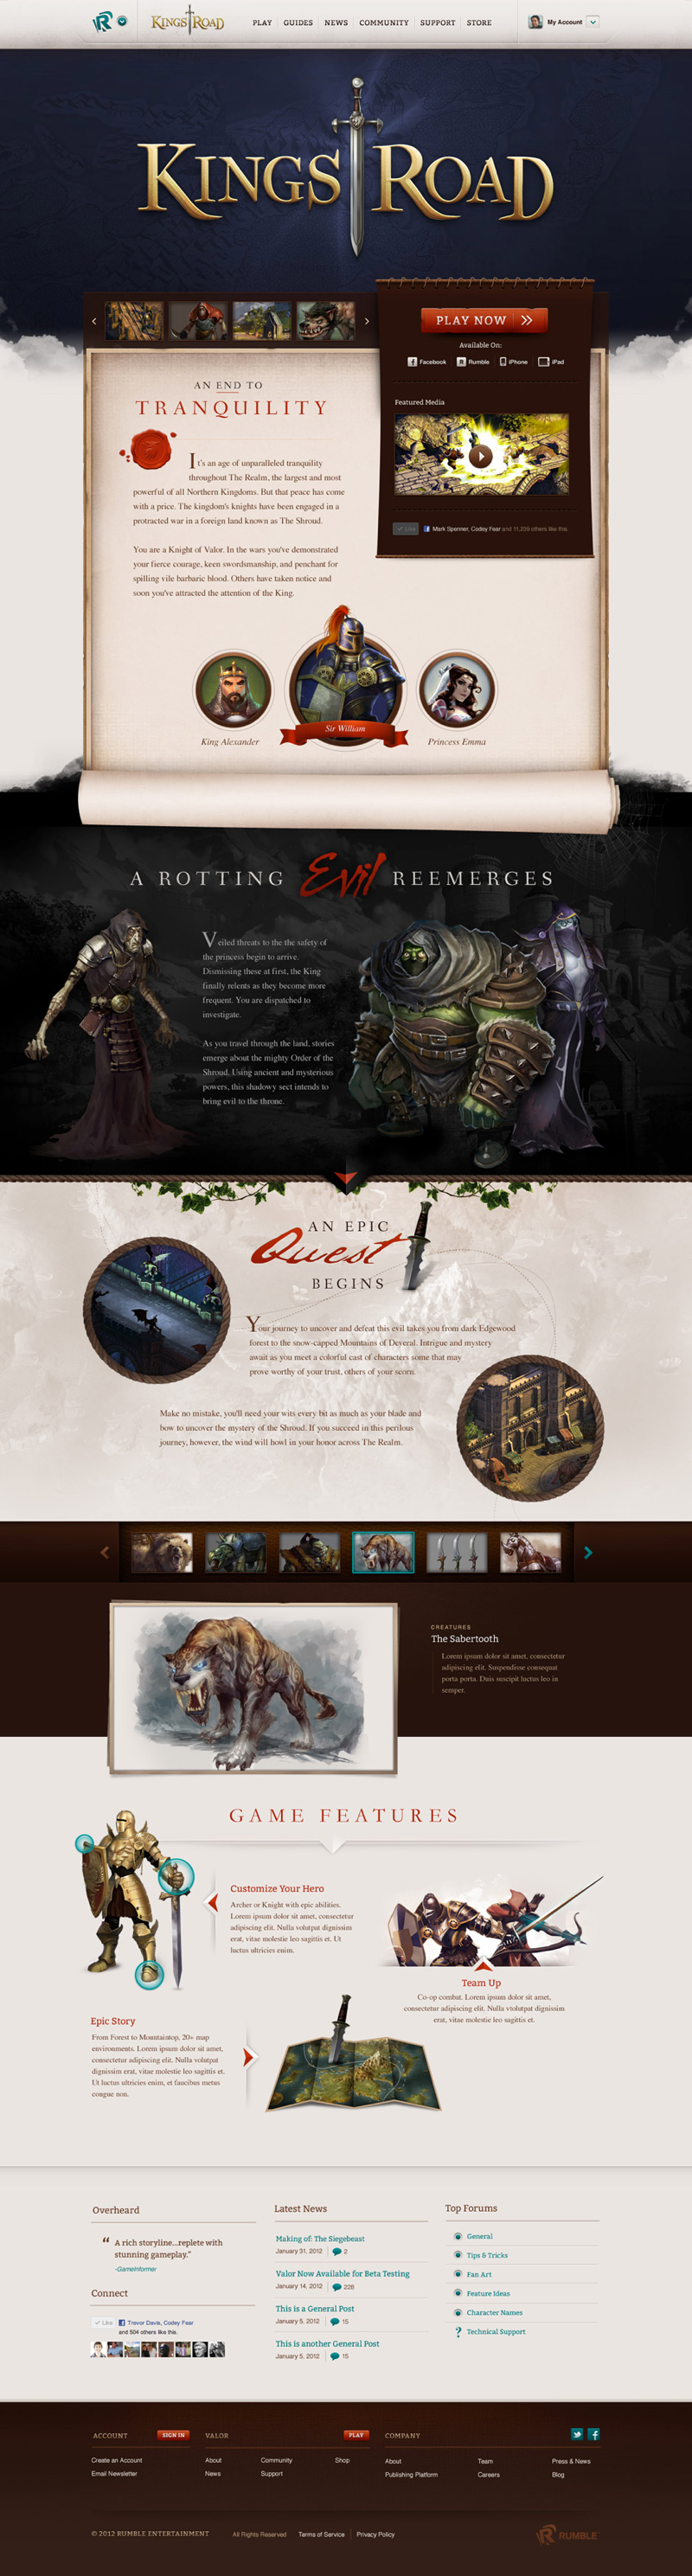 KINGS ROAD
PLAY
GUIDES
NEWS
COMMUNITY
SUPPORT
STORE
My Account
KINGS ROAD
PLAY NOW
Available On:
Facebook
Rumble
iPhone
iPad
Featured Media
Like
Mark Spenner, Codey Fear and 11,239 others like this.
AN END TO
TRANQUILITY
It's an age of unparalleled tranquility
throughout The Realm, the largest and most
powerful of all Northern Kingdoms. But that peace has come
with a price. The kingdom's knights have been engaged in a
protracted war in a foreign land known as The Shroud.
You are a Knight of Valor. In the wars you've demonstrated
your fierce courage, keen swordsmanship, and penchant for
spilling vile barbaric blood. Others have taken notice and
soon you've attracted the attention of the King.
King Alexander
Sir William
Princess Emma
A ROTTING Evil REEMERGES
Veiled threats to the the safety of
the princess begin to arrive.
Dismissing these at first, the King
finally relents as they become more
frequent. You are dispatched to
investigate.
As you travel through the land, stories
emerge about the mighty Order of the
Shroud. Using ancient and mysterious
powers, this shadowy sect intends to
bring evil to the throne.
AN EPIC
Quest
BEGINS
Your journey to uncover and defeat this evil takes you from dark Edgewood
forest to the snow-capped Mountains of Deveral. Intrigue and mystery
await as you meet a colorful cast of characters some that may
prove worthy of your trust, others of your scorn.
Make no mistake, you'll need your wits every bit as much as your blade and
bow to uncover the mystery of the Shroud. If you succeed in this perilous
journey, however, the wind will howl in your honor across The Realm.
CREATURES
The Sabertooth
Lorem ipsum dolor sit amet, consectetur
adipiscing elit. Suspendisse consequat
porta porta. Duis suscipit luctus leo in
semper.
GAME FEATURES
Customize Your Hero
Archer or Knight with epic abilities.
Lorem ipsum dolor sit amet, consectetur
adipiscing elit. Nulla volutpat dignissim
erat, vitae molestie leo sagittis et. Ut
luctus ultricies enim.
Team Up
Co-op combat. Lorem ipsum dolor sit amet,
consectetur adipiscing elit. Nulla vtolutpat dignissim
erat, vitae molestie leo sagittis et.
Epic Story
From Forest to Mountaintop, 20+ map
environments. Lorem ipsum dolor sit amet,
consectetur adipiscing elit. Nulla volutpat
dignissim erat, vitae molestie leo sagittis et.
Ut luctus ultricies enim, et faucibus metus
congue non.
Overheard
“ A rich storyline...replete with
stunning gameplay.”
-GameInformer
Connect
Like
Trevor Davis, Codey Fear
and 504 others like this.
Latest News
Making of: The Siegebeast
January 31, 2012 2
Valor Now Available for Beta Testing
January 14, 2012 228
This is a General Post
January 5, 2012 15
This is another General Post
January 5, 2012 15
Top Forums
General
Tips & Tricks
Fan Art
Feature Ideas
Character Names
? Technical Support
ACCOUNT
SIGN IN
Create an Account
Email Newsletter
VALOR
PLAY
About
Community
Shop
News
Support
COMPANY
About
Team
Press & News
Publishing Platform
Careers
Blog
© 2012 RUMBLE ENTERTAINMENT
All Rights Reserved
Terms of Service
Privacy Policy
RUMBLE